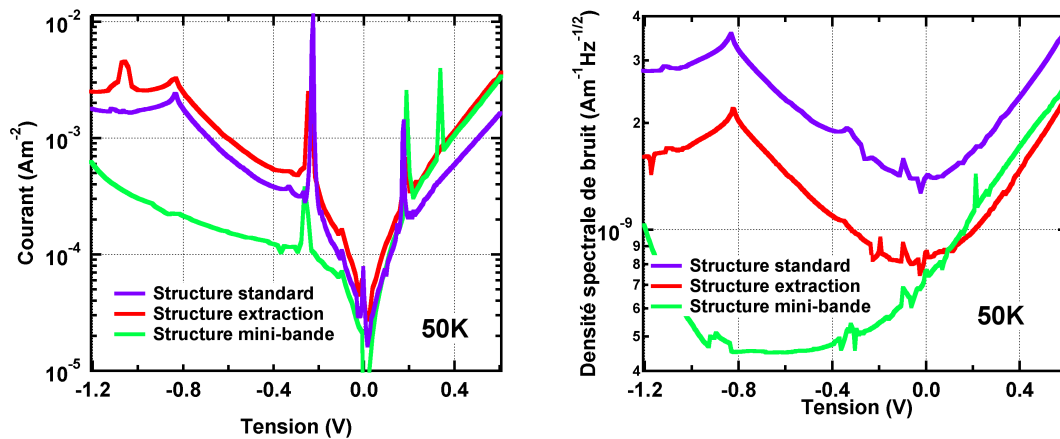 10-2
10-3
10-4
10-5
Courant (Am-2)
Structure standard
Structure extraction
Structure mini-bande
50K
-1.2
-0.8
-0.4
0.0
0.4
Tension (V)
4
3
2
10-9
9
8
7
6
5
4
Densité spectrale de bruit (Am-1Hz-1/2)
Structure standard
Structure extraction
Structure mini-bande
50K
-1.2
-0.8
-0.4
0.0
0.4
Tension (V)